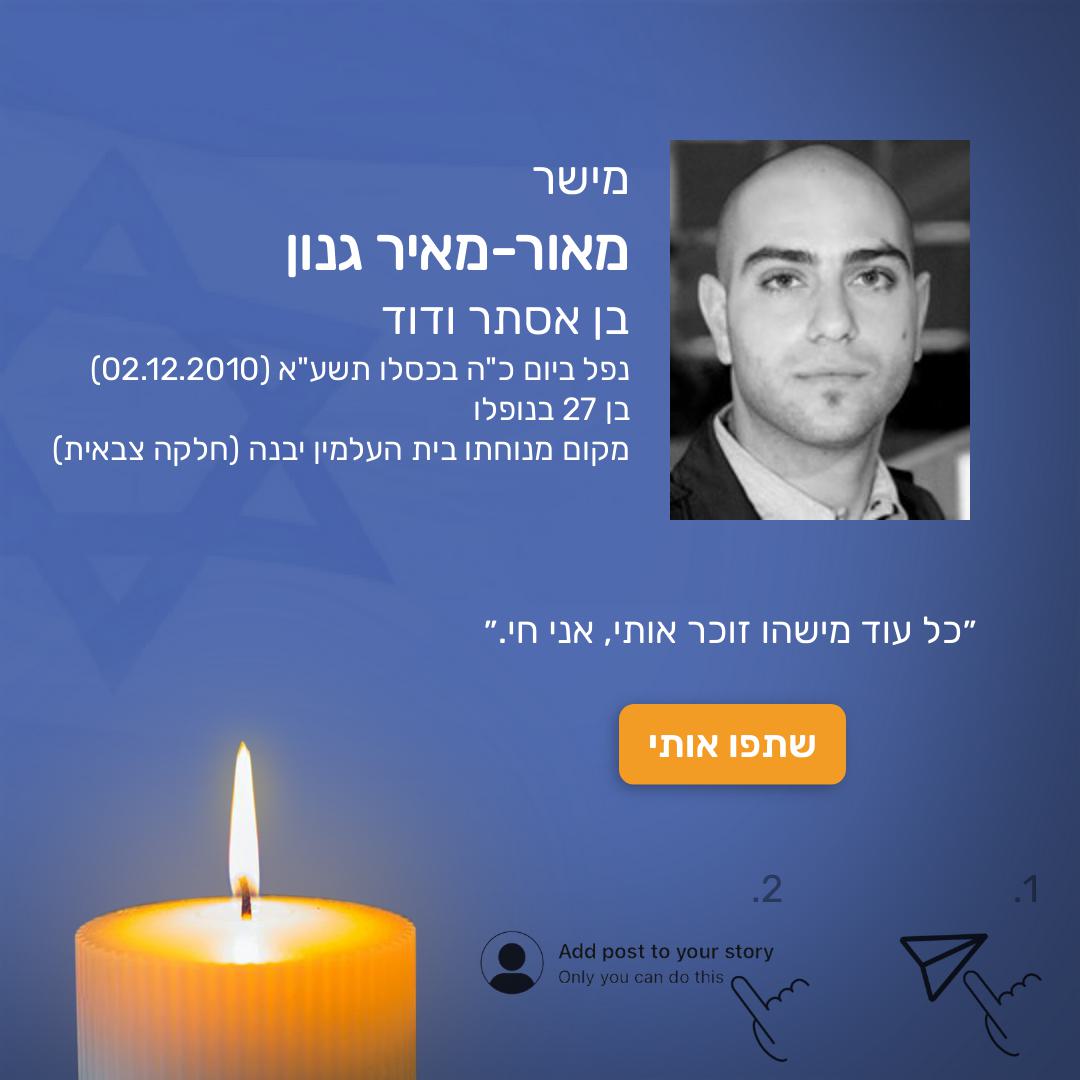 מישר
מאור-מאיר גנון
בן אסתר ודוד
נפל ביום כ"ה בכסלו תשע"א (02.12.2010)
בן 27 בנופלו
מקום מנוחתו בית העלמין יבנה (חלקה צבאית)
״כל עוד מישהו זוכר אותי, אני חי.״
שתפו אותי
1.
2.
Add post to your story
Only you can do this